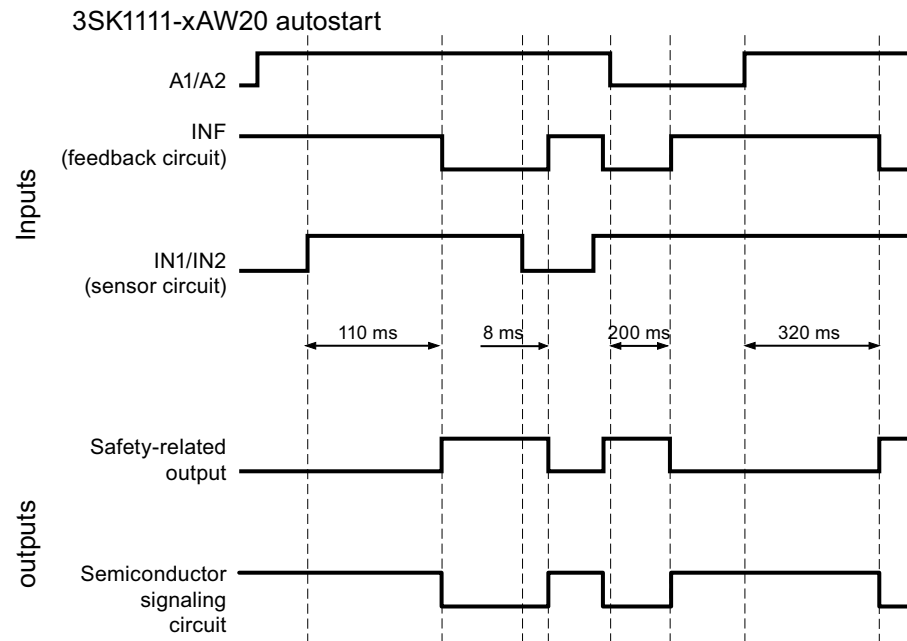 3SK1111-xAW20 autostart
Inputs
A1/A2
INF
(feedback circuit)
IN1/IN2
(sensor circuit)
110 ms
8 ms
200 ms
320 ms
outputs
Safety-related
output
Semiconductor
signaling
circuit